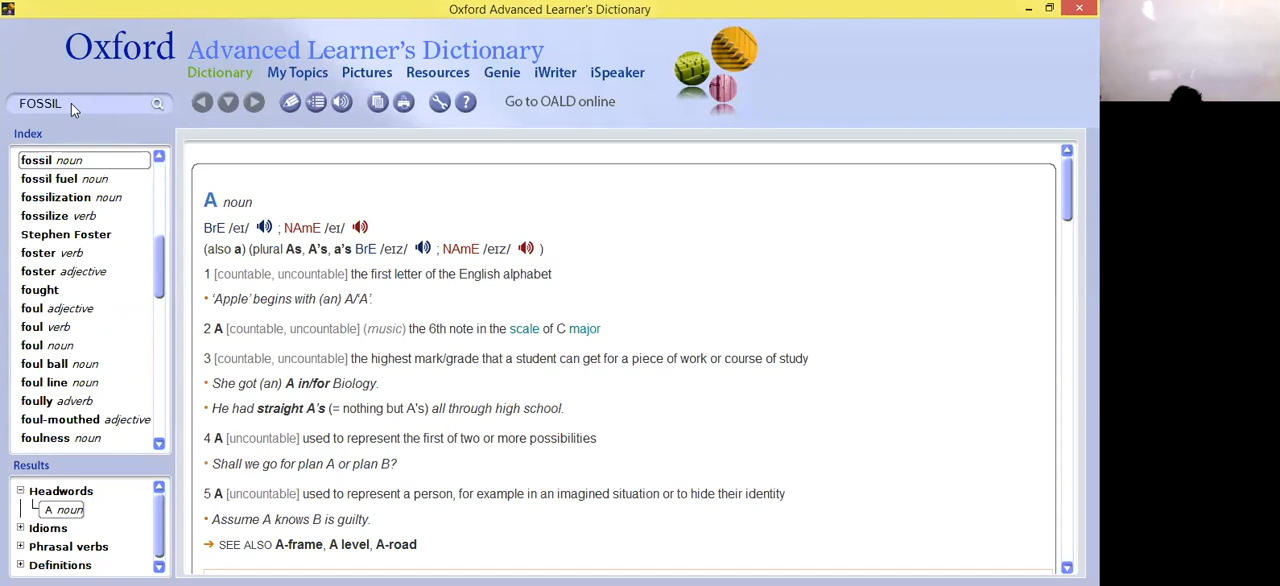 Oxford Advanced Learner's Dictionary
Oxford Advanced Learner's Dictionary
Dictionary My Topics Pictures Resources Genie iWriter iSpeaker
FOSSIL
Go to OALD online
Index
fossil noun
fossil fuel noun
fossilization noun
fossilize verb
Stephen Foster
foster verb
foster adjective
fought
foul adjective
foul verb
foul noun
foul ball noun
foul line noun
foully adverb
foul-mouthed adjective
foulness noun
Results
Headwords
A noun
Idioms
Phrasal verbs
Definitions
A noun
BrE /eɪ/ ; NAmE /eɪ/
(also a) (plural As, A's, a's BrE /eɪz/ ; NAmE /eɪz/ )
1 [countable, uncountable] the first letter of the English alphabet
• 'Apple' begins with (an) A/'A'.
2 A [countable, uncountable] (music) the 6th note in the scale of C major
3 [countable, uncountable] the highest mark/grade that a student can get for a piece of work or course of study
• She got (an) A in/for Biology.
• He had straight A's (= nothing but A's) all through high school.
4 A [uncountable] used to represent the first of two or more possibilities
• Shall we go for plan A or plan B?
5 A [uncountable] used to represent a person, for example in an imagined situation or to hide their identity
• Assume A knows B is guilty.
→ SEE ALSO A-frame, A level, A-road